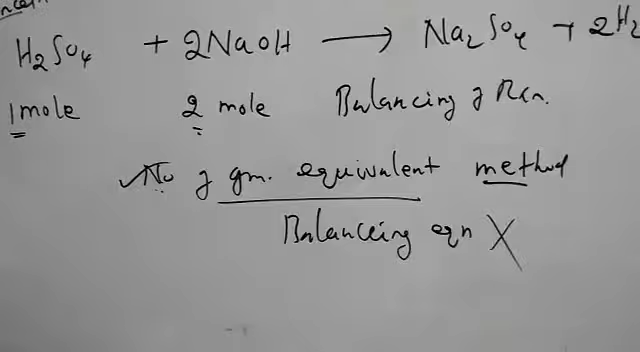 H₂SO₄ + 2NaOH ⟶ Na₂SO₄ + 2H₂
1mole 2 mole Balancing of Rxn.
✓No of gm. equivalent method
Balancing eqn X